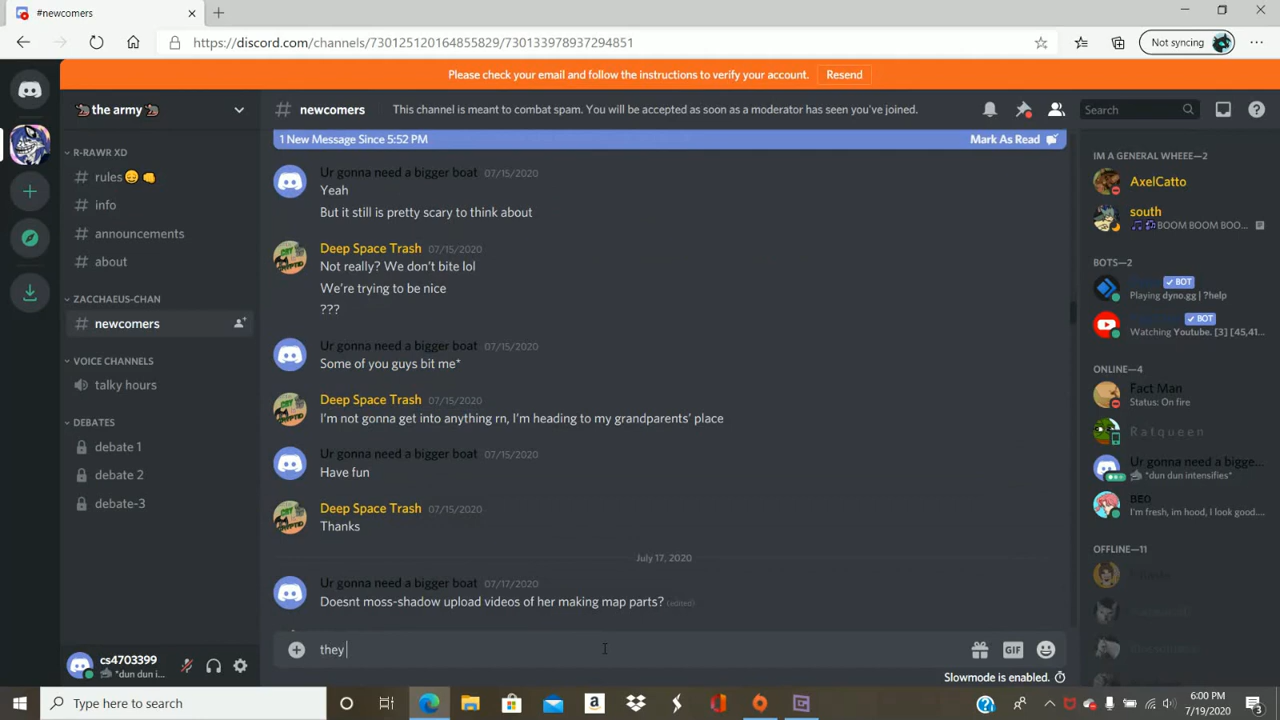 #newcomers
https://discord.com/channels/730125120164855829/730133978937294851
Not syncing
Please check your email and follow the instructions to verify your account.
Resend
the army
# newcomers
This channel is meant to combat spam. You will be accepted as soon as a moderator has seen you've joined.
Search
1 New Message Since 5:52 PM
Mark As Read
R-RAWR XD
# rules
# info
# announcements
# about
ZACCHAEUS-CHAN
# newcomers
VOICE CHANNELS
talky hours
DEBATES
debate 1
debate 2
debate-3
cs4703399
*dun dun i...
Ur gonna need a bigger boat 07/15/2020
Yeah
But it still is pretty scary to think about
Deep Space Trash 07/15/2020
Not really? We don't bite lol
We're trying to be nice
???
Ur gonna need a bigger boat 07/15/2020
Some of you guys bit me*
Deep Space Trash 07/15/2020
I'm not gonna get into anything rn, I'm heading to my grandparents' place
Ur gonna need a bigger boat 07/15/2020
Have fun
Deep Space Trash 07/15/2020
Thanks
July 17, 2020
Ur gonna need a bigger boat 07/17/2020
Doesnt moss-shadow upload videos of her making map parts? (edited)
they
GIF
Slowmode is enabled.
IM A GENERAL WHEEE—2
AxelCatto
south
BOOM BOOM BOO...
BOTS—2
BOT
Playing dyno.gg | ?help
BOT
Watching Youtube. [3] [45,41...
ONLINE—4
Fact Man
Status: On fire
Ratqueen
Ur gonna need a bigge...
*dun dun intensifies*
BEO
I'm fresh, im hood, I look good....
OFFLINE—11
Type here to search
6:00 PM
7/19/2020
3